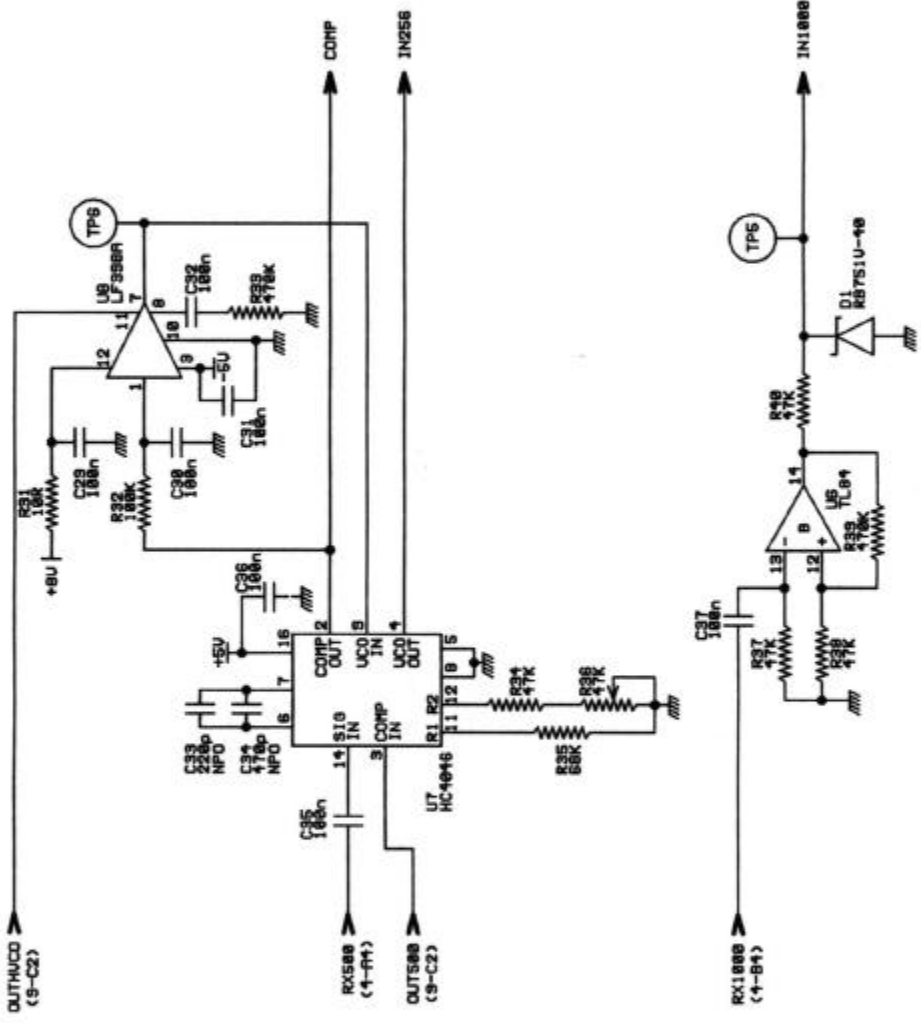 OUTHVCO
(9-C2)
+8V
R31
10R
C29
100n
12
11
U8
LF398A
7
TP6
8
C32
100n
R33
470K
10
3
-5V
C31
100n
1
R32
100K
C30
100n
COMP
IN256
+5V
C36
100n
C33
220p
NPO
C34
470p
NPO
6
7
16
COMP
OUT
2
VCO
IN
9
VCO
OUT
4
SIG
IN
14
COMP
IN
3
R1
R2
11
12
8
5
U7
HC4046
C35
100n
RX500
(4-A4)
OUT500
(9-C2)
R34
47K
R36
47K
R35
68K
RX1000
(4-B4)
C37
100n
R37
47K
R38
47K
13
12
-
+
B
14
U6
TL84
R39
470K
R40
47K
TP5
D1
RB751V-40
IN1000